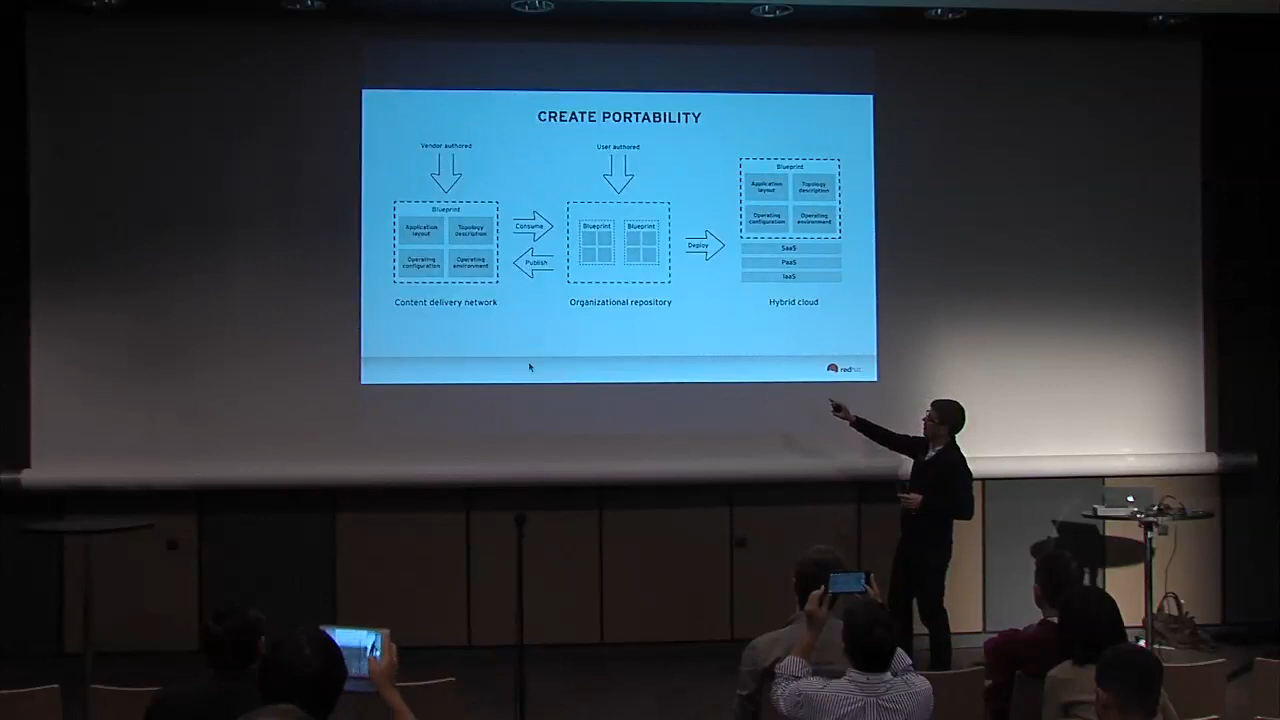 CREATE PORTABILITY
Vendor authored
User authored
Blueprint
Application layout
Topology description
Operating configuration
Operating environment
Consume
Publish
Blueprint
Blueprint
Deploy
Blueprint
Application layout
Topology description
Operating configuration
Operating environment
SaaS
PaaS
IaaS
Content delivery network
Organizational repository
Hybrid cloud
redhat